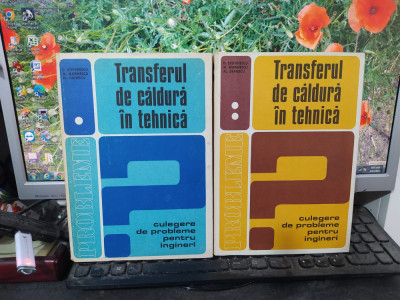 Transferul
de căldură
în tehnică
PROBLEME
culegere
de probleme
pentru
ingineri
Transferul
de căldură
în tehnică
PROBLEME
culegere
de probleme
pentru
ingineri